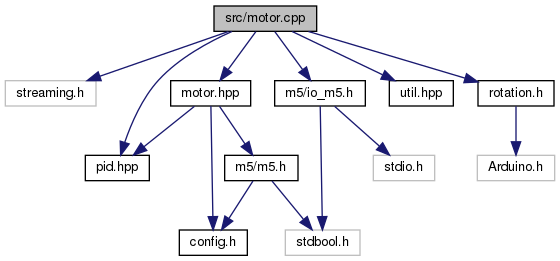 src/motor.cpp
streaming.h
motor.hpp
m5/io_m5.h
util.hpp
rotation.h
pid.hpp
m5/m5.h
stdio.h
Arduino.h
config.h
stdbool.h